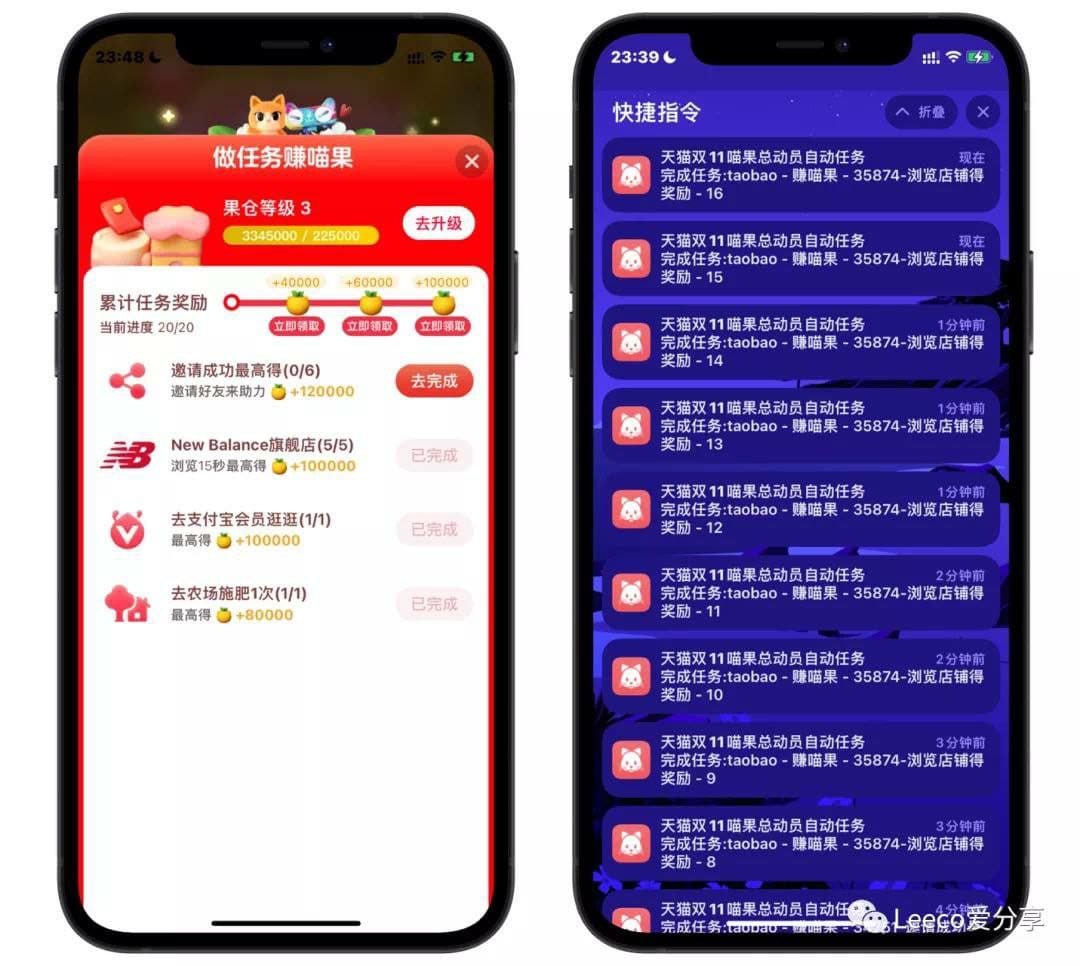 23:48
做任务赚喵果
果仓等级 3
3345000 / 225000
去升级
累计任务奖励
当前进度 20/20
+40000
+60000
+100000
立即领取
立即领取
立即领取
邀请成功最高得(0/6)
邀请好友来助力 +120000
去完成
New Balance旗舰店(5/5)
浏览15秒最高得 +100000
已完成
去支付宝会员逛逛(1/1)
最高得 +100000
已完成
去农场施肥1次(1/1)
最高得 +80000
已完成
23:39
快捷指令
折叠
天猫双11喵果总动员自动任务
现在
完成任务:taobao - 赚喵果 - 35874-浏览店铺得
奖励 - 16
天猫双11喵果总动员自动任务
现在
完成任务:taobao - 赚喵果 - 35874-浏览店铺得
奖励 - 15
天猫双11喵果总动员自动任务
1分钟前
完成任务:taobao - 赚喵果 - 35874-浏览店铺得
奖励 - 14
天猫双11喵果总动员自动任务
1分钟前
完成任务:taobao - 赚喵果 - 35874-浏览店铺得
奖励 - 13
天猫双11喵果总动员自动任务
1分钟前
完成任务:taobao - 赚喵果 - 35874-浏览店铺得
奖励 - 12
天猫双11喵果总动员自动任务
2分钟前
完成任务:taobao - 赚喵果 - 35874-浏览店铺得
奖励 - 11
天猫双11喵果总动员自动任务
2分钟前
完成任务:taobao - 赚喵果 - 35874-浏览店铺得
奖励 - 10
天猫双11喵果总动员自动任务
3分钟前
完成任务:taobao - 赚喵果 - 35874-浏览店铺得
奖励 - 9
天猫双11喵果总动员自动任务
3分钟前
完成任务:taobao - 赚喵果 - 35874-浏览店铺得
奖励 - 8
天猫双11喵果总动员自动任务
4分钟前
Leeco爱分享